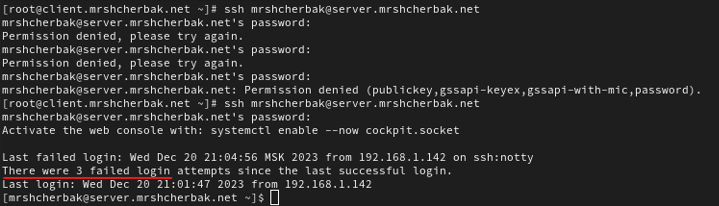 [root@client.mrshcherbak.net ~]# ssh mrshcherbak@server.mrshcherbak.net
mrshcherbak@server.mrshcherbak.net's password:
Permission denied, please try again.
mrshcherbak@server.mrshcherbak.net's password:
Permission denied, please try again.
mrshcherbak@server.mrshcherbak.net's password:
mrshcherbak@server.mrshcherbak.net: Permission denied (publickey,gssapi-keyex,gssapi-with-mic,password).
[root@client.mrshcherbak.net ~]# ssh mrshcherbak@server.mrshcherbak.net
mrshcherbak@server.mrshcherbak.net's password:
Activate the web console with: systemctl enable --now cockpit.socket
Last failed login: Wed Dec 20 21:04:56 MSK 2023 from 192.168.1.142 on ssh:notty
There were 3 failed login attempts since the last successful login.
Last login: Wed Dec 20 21:01:47 2023 from 192.168.1.142
[mrshcherbak@server.mrshcherbak.net ~]$